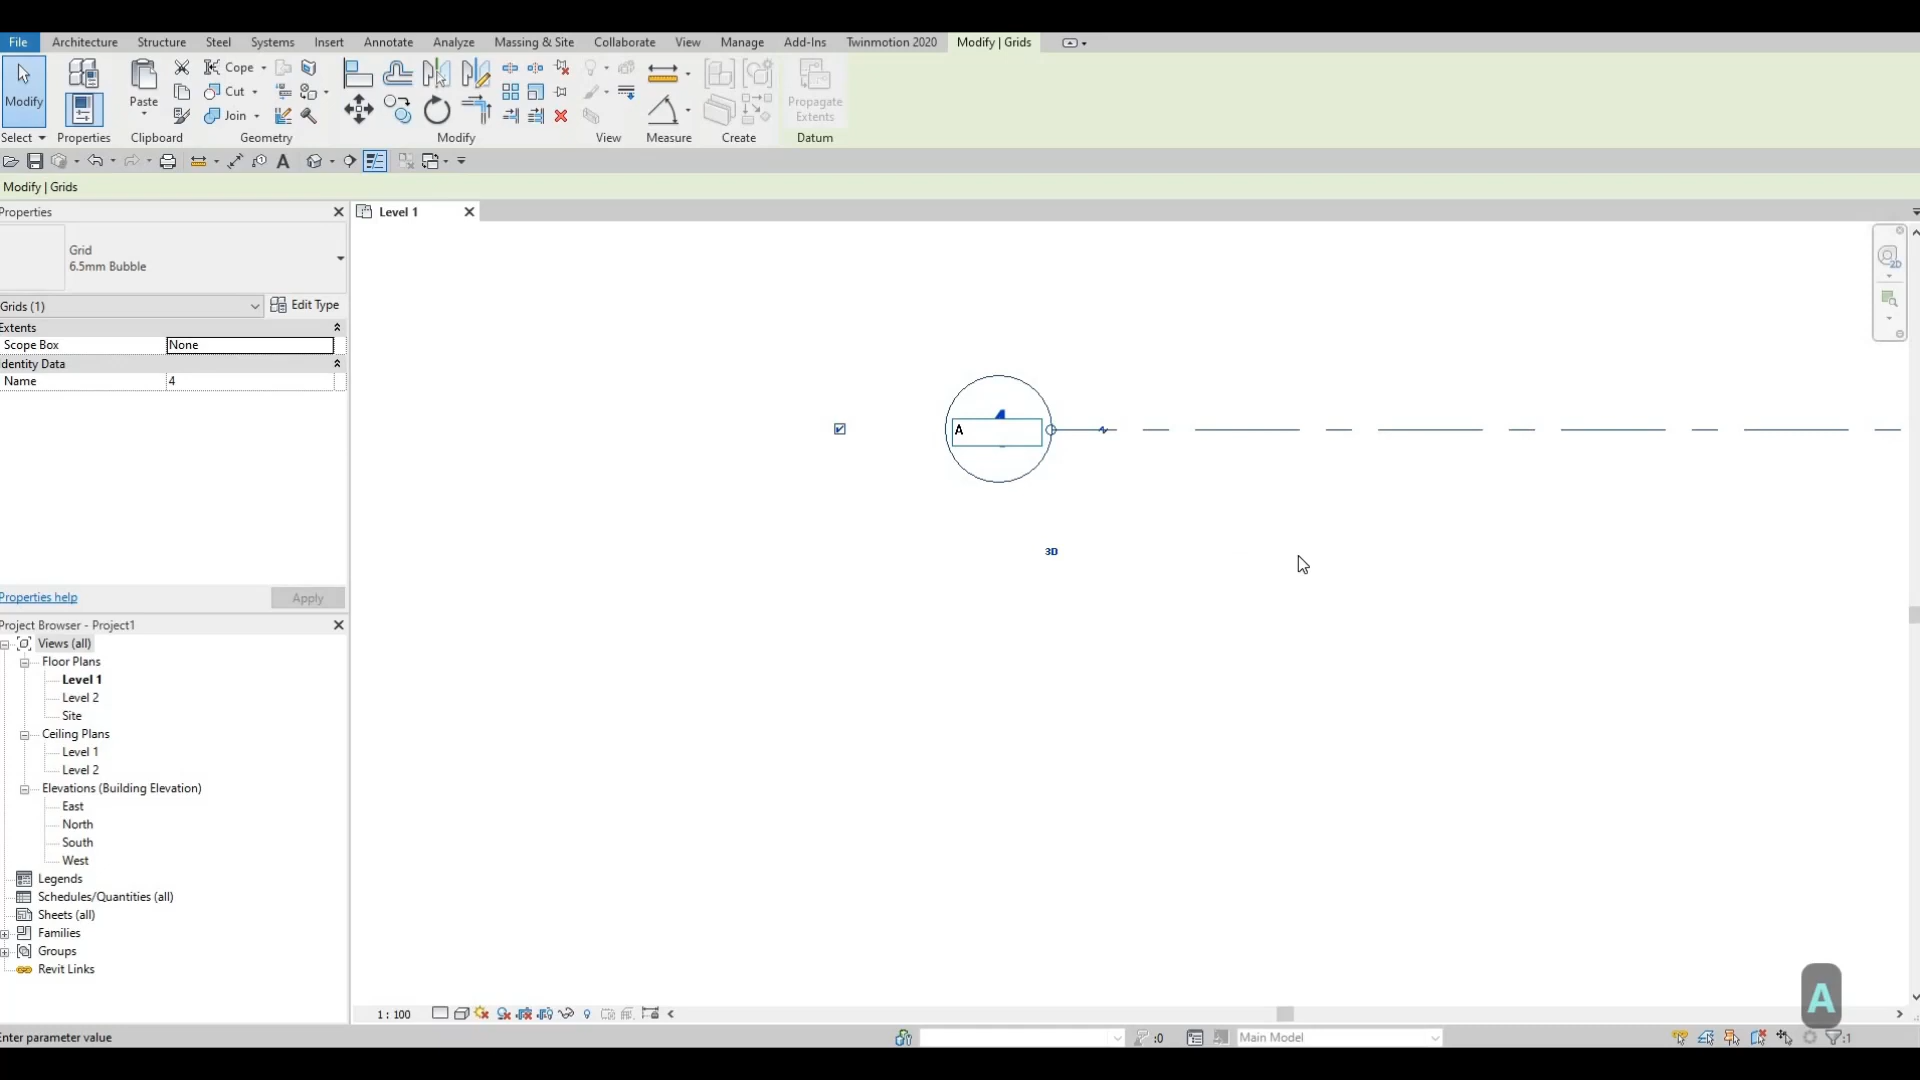 File Architecture Structure Steel Systems Insert Annotate Analyze Massing & Site Collaborate View Manage Add-Ins Twinmotion 2020 Modify | Grids
Modify Paste Cope Cut Join Propagate Extents
Select Properties Clipboard Geometry Modify View Measure Create Datum
A
Modify | Grids
Properties
Level 1
Grid
6.5mm Bubble
2D
Grids (1) Edit Type
Extents
Scope Box None
Identity Data
Name 4
A
3D
Properties help Apply
Project Browser - Project1
Views (all)
Floor Plans
Level 1
Level 2
Site
Ceiling Plans
Level 1
Level 2
Elevations (Building Elevation)
East
North
South
West
Legends
Schedules/Quantities (all)
Sheets (all)
Families
Groups
Revit Links
A
1 : 100
Enter parameter value :0 Main Model :1